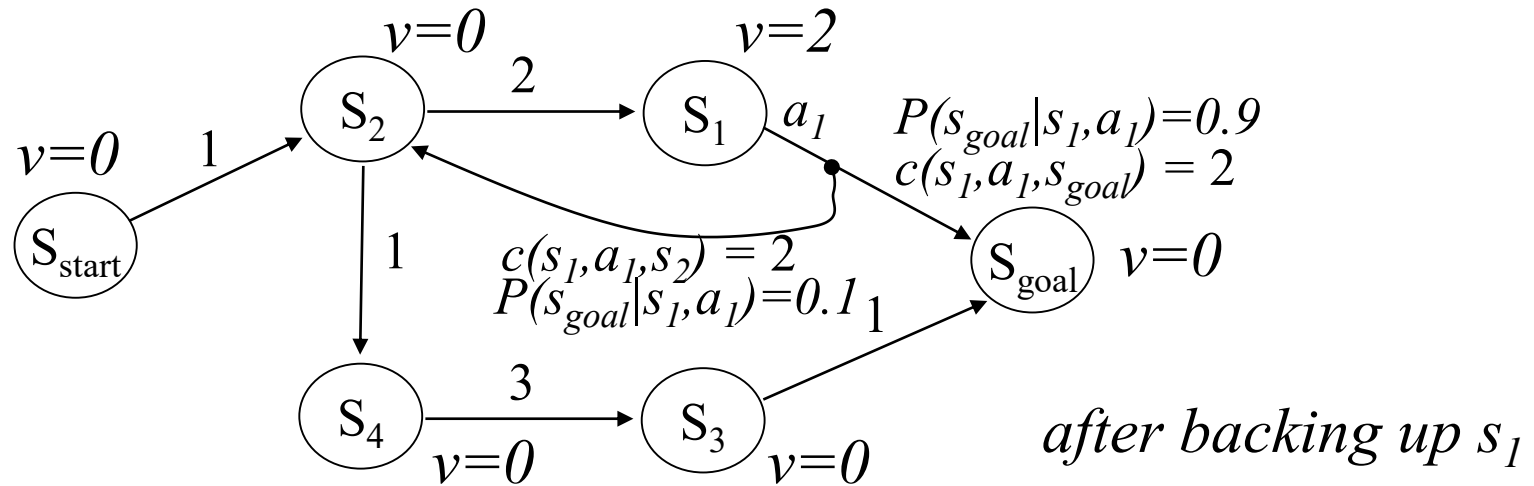 v=0
v=2
2
S2
S1
a1
P(sgoal|s1,a1)=0.9
c(s1,a1,sgoal) = 2
v=0
1
Sstart
1
c(s1,a1,s2) = 2
P(sgoal|s1,a1)=0.1
1
Sgoal
v=0
3
S4
S3
v=0
v=0
after backing up s1